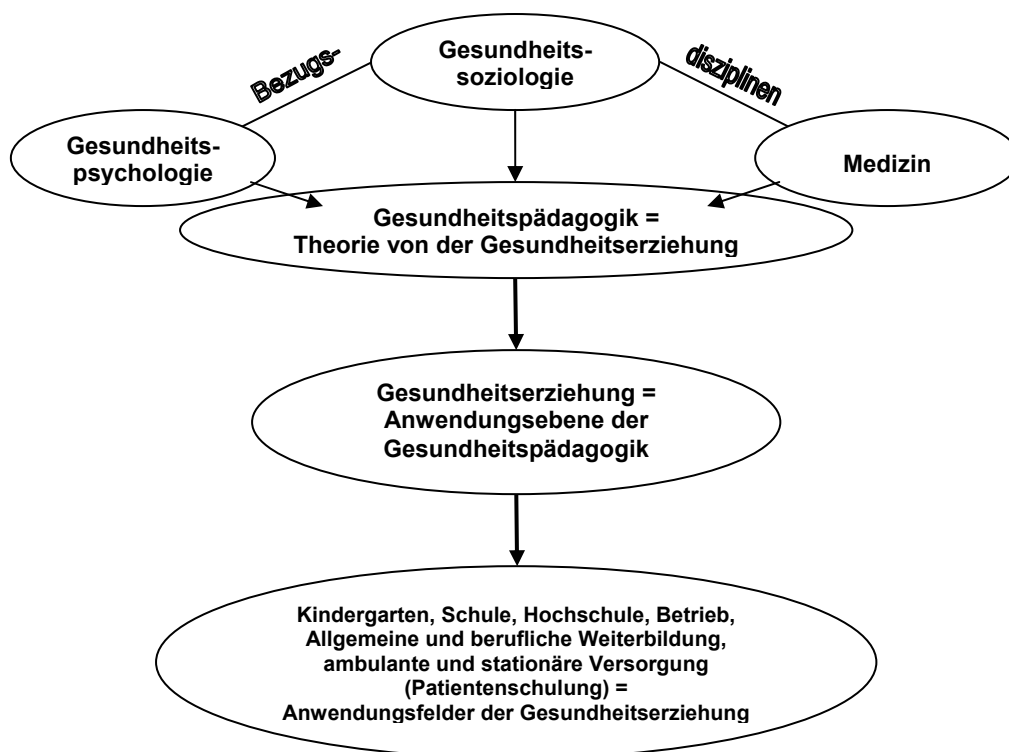 Bezugs-
Gesundheits-
soziologie
disziplinen
Gesundheits-
psychologie
Medizin
Gesundheitspädagogik =
Theorie von der Gesundheitserziehung
Gesundheitserziehung =
Anwendungsebene der
Gesundheitspädagogik
Kindergarten, Schule, Hochschule, Betrieb,
Allgemeine und berufliche Weiterbildung,
ambulante und stationäre Versorgung
(Patientenschulung) =
Anwendungsfelder der Gesundheitserziehung